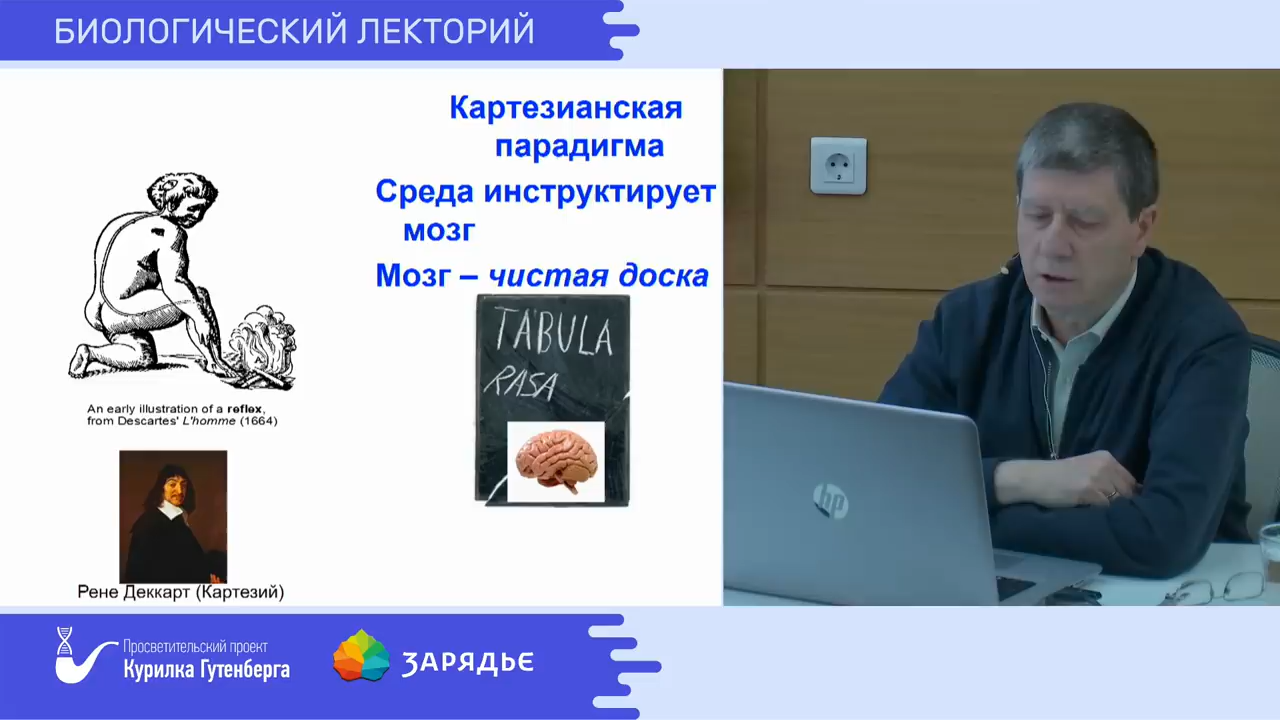 БИОЛОГИЧЕСКИЙ ЛЕКТОРИЙ
Картезианская
парадигма
Среда инструктирует
мозг
Мозг – чистая доска
TABULA
RASA
An early illustration of a reflex,
from Descartes' L'homme (1664)
Рене Деккарт (Картезий)
hp
Просветительский проект
Курилка Гутенберга
ЗАРЯДЬЕ